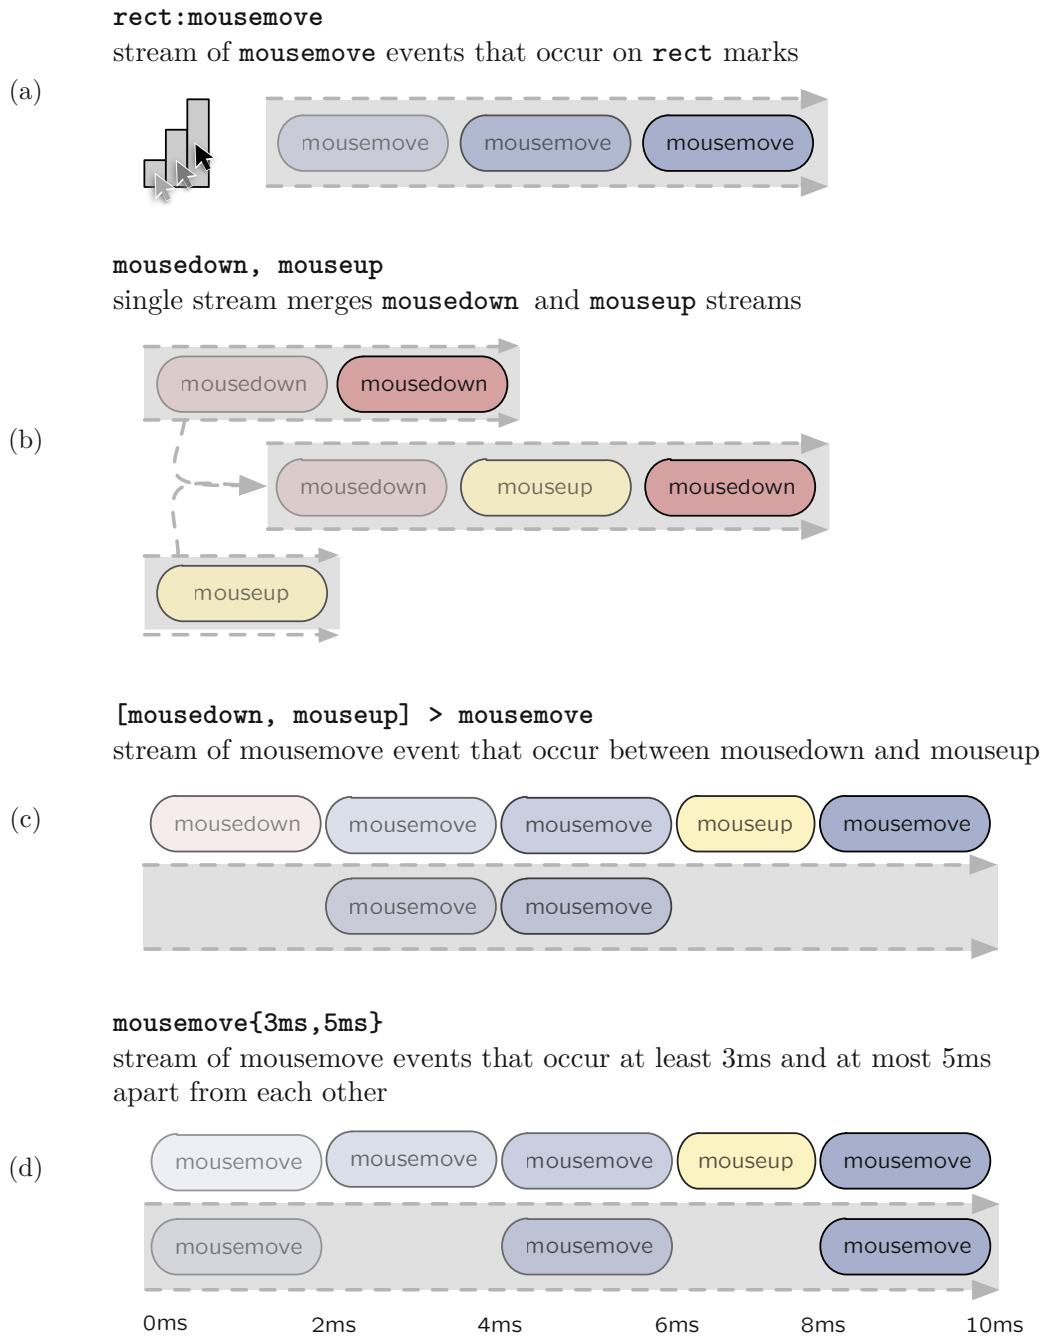 rect:mousemove
stream of mousemove events that occur on rect marks
(a)
mousemove mousemove mousemove
mousedown, mouseup
single stream merges mousedown and mouseup streams
mousedown mousedown
(b)
mousedown mouseup mousedown
mouseup
[mousedown, mouseup] > mousemove
stream of mousemove event that occur between mousedown and mouseup
(c)
mousedown mousemove mousemove mouseup mousemove
mousemove mousemove
mousemove{3ms,5ms}
stream of mousemove events that occur at least 3ms and at most 5ms
apart from each other
(d)
mousemove mousemove mousemove mouseup mousemove
mousemove mousemove mousemove
0ms 2ms 4ms 6ms 8ms 10ms